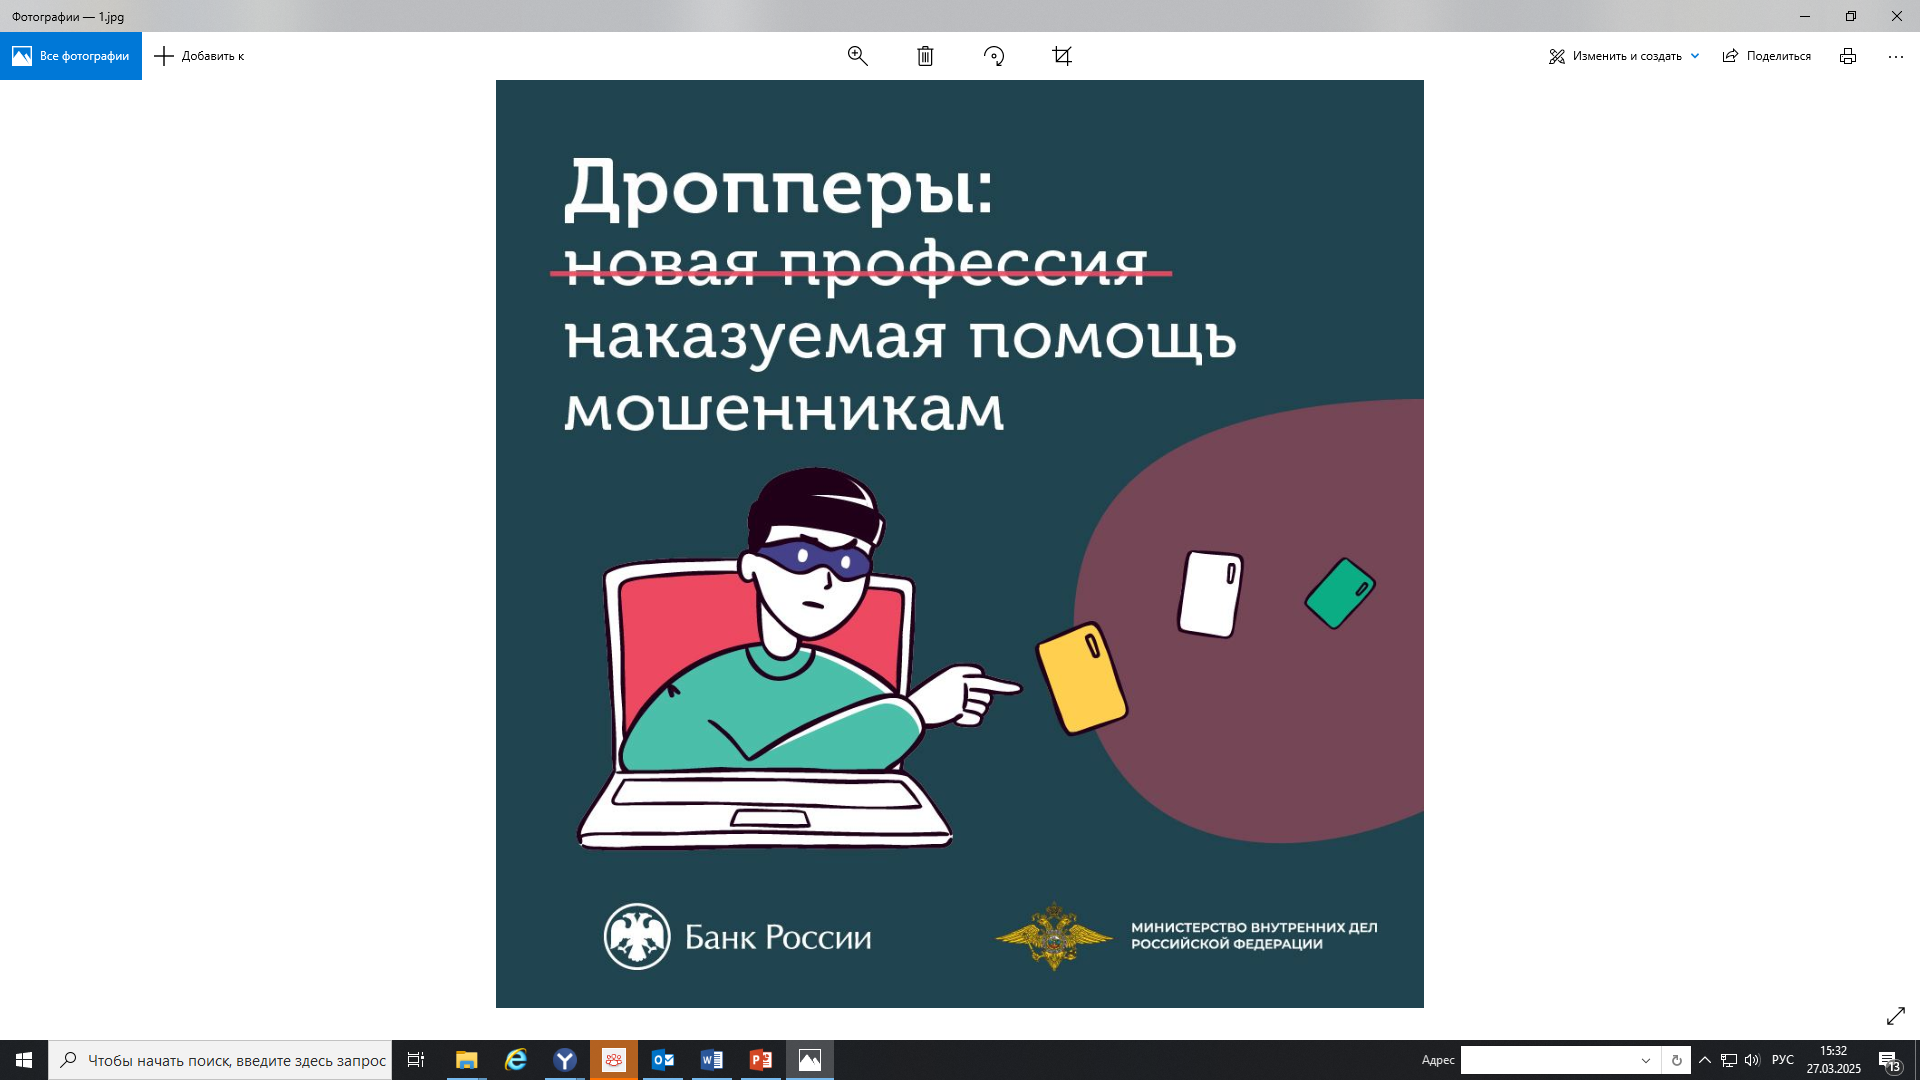 Фотографии — 1.jpg
Все фотографии
Добавить к
Изменить и создать
Поделиться
Дропперы:
новая профессия
наказуемая помощь
мошенникам
Банк России
МИНИСТЕРСТВО ВНУТРЕННИХ ДЕЛ
РОССИЙСКОЙ ФЕДЕРАЦИИ
Чтобы начать поиск, введите здесь запрос
Адрес
РУС
15:32
27.03.2025
13